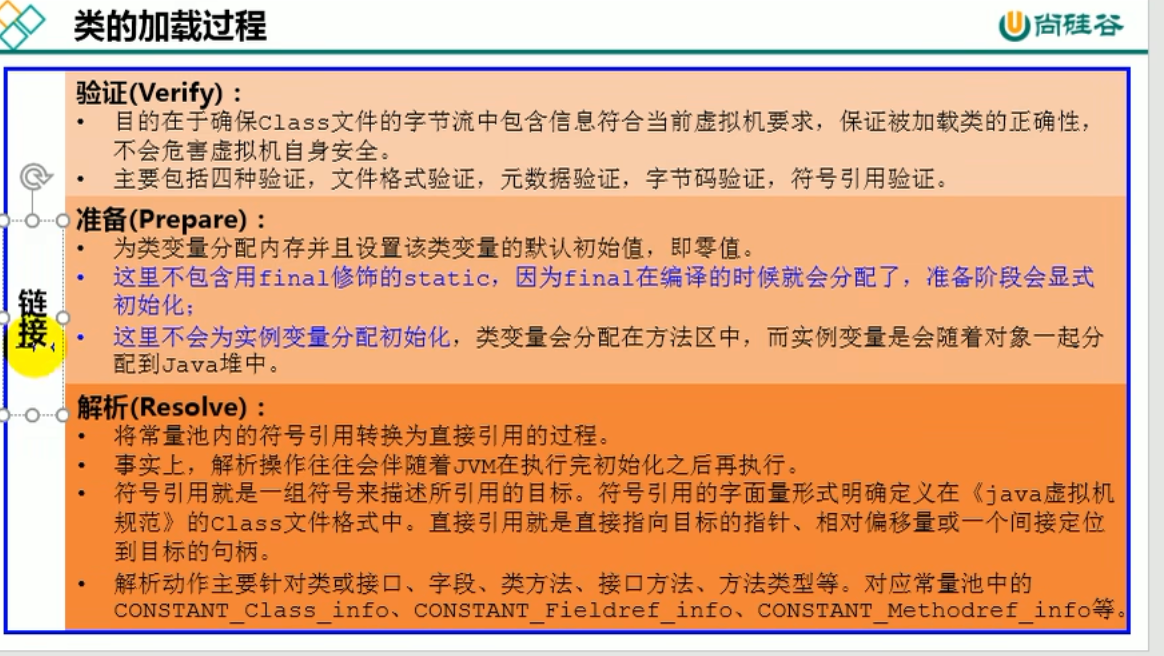 类的加载过程
尚硅谷
验证(Verify)：
• 目的在于确保Class文件的字节流中包含信息符合当前虚拟机要求，保证被加载类的正确性，
不会危害虚拟机自身安全。
• 主要包括四种验证，文件格式验证，元数据验证，字节码验证，符号引用验证。
链接
准备(Prepare)：
• 为类变量分配内存并且设置该类变量的默认初始值，即零值。
• 这里不包含用final修饰的static，因为final在编译的时候就会分配了，准备阶段会显式
初始化；
• 这里不会为实例变量分配初始化，类变量会分配在方法区中，而实例变量是会随着对象一起分
配到Java堆中。
解析(Resolve)：
• 将常量池内的符号引用转换为直接引用的过程。
• 事实上，解析操作往往会伴随着JVM在执行完初始化之后再执行。
• 符号引用就是一组符号来描述所引用的目标。符号引用的字面量形式明确定义在《java虚拟机
规范》的Class文件格式中。直接引用就是直接指向目标的指针、相对偏移量或一个间接定位
到目标的句柄。
• 解析动作主要针对类或接口、字段、类方法、接口方法、方法类型等。对应常量池中的
CONSTANT_Class_info、CONSTANT_Fieldref_info、CONSTANT_Methodref_info等。